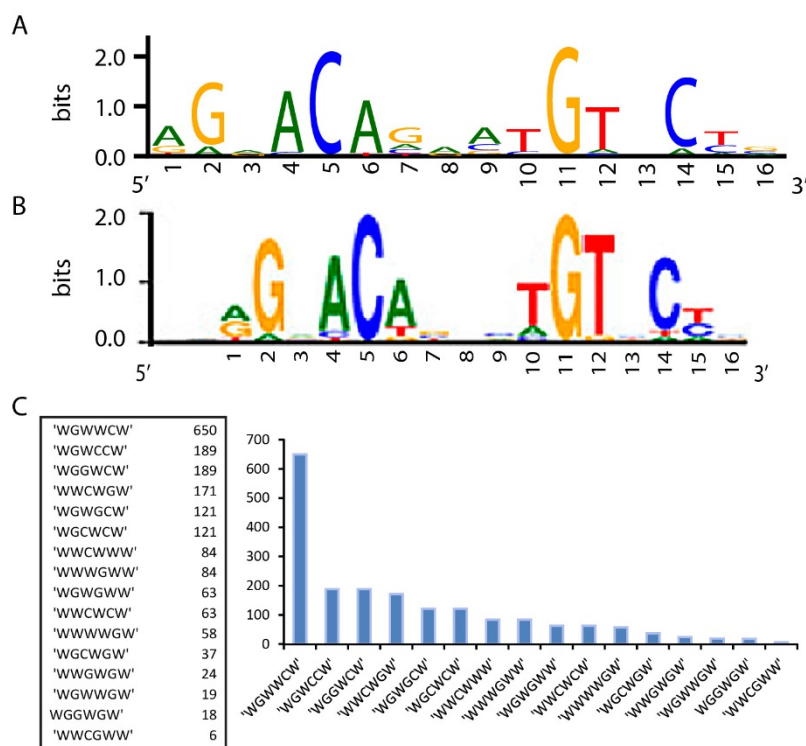 A
bits
2.0
1.0
0.0
1 2 3 4 5 6 7 8 9 10 11 12 13 14 15 16
5′ 3′
B
bits
2.0
1.0
0.0
1 2 3 4 5 6 7 8 9 10 11 12 13 14 15 16
5′ 3′
C
'WGWWCW' 650
'WGWCCW' 189
'WGGWCW' 189
'WWCWGW' 171
'WGWGCW' 121
'WGCWCW' 121
'WWCWWW' 84
'WWWGWW' 84
'WGWGWW' 63
'WWCWCW' 63
'WWWWGW' 58
'WGCWGW' 37
'WWGWGW' 24
'WGWWGW' 19
WGGWGW' 18
'WWCGWW' 6
700
600
500
400
300
200
100
0
'WGWWCW' 'WGWCCW' 'WGGWCW' 'WWCWGW' 'WGWGCW' 'WGCWCW' 'WWCWWW' 'WWWGWW' 'WGWGWW' 'WWCWCW' 'WWWWGW' 'WGCWGW' 'WWGWGW' 'WGWWGW' 'WGGWGW' 'WWCGWW'